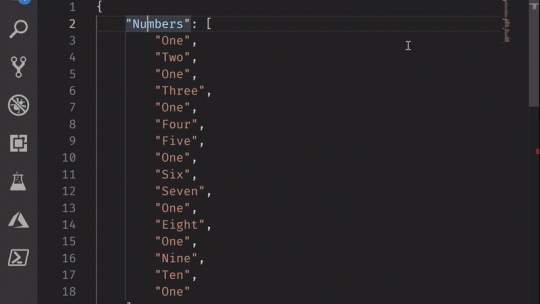 1 {
2 "Numbers": [
3 "One",
4 "Two",
5 "One",
6 "Three",
7 "One",
8 "Four",
9 "Five",
10 "One",
11 "Six",
12 "Seven",
13 "One",
14 "Eight",
15 "One",
16 "Nine",
17 "Ten",
18 "One"